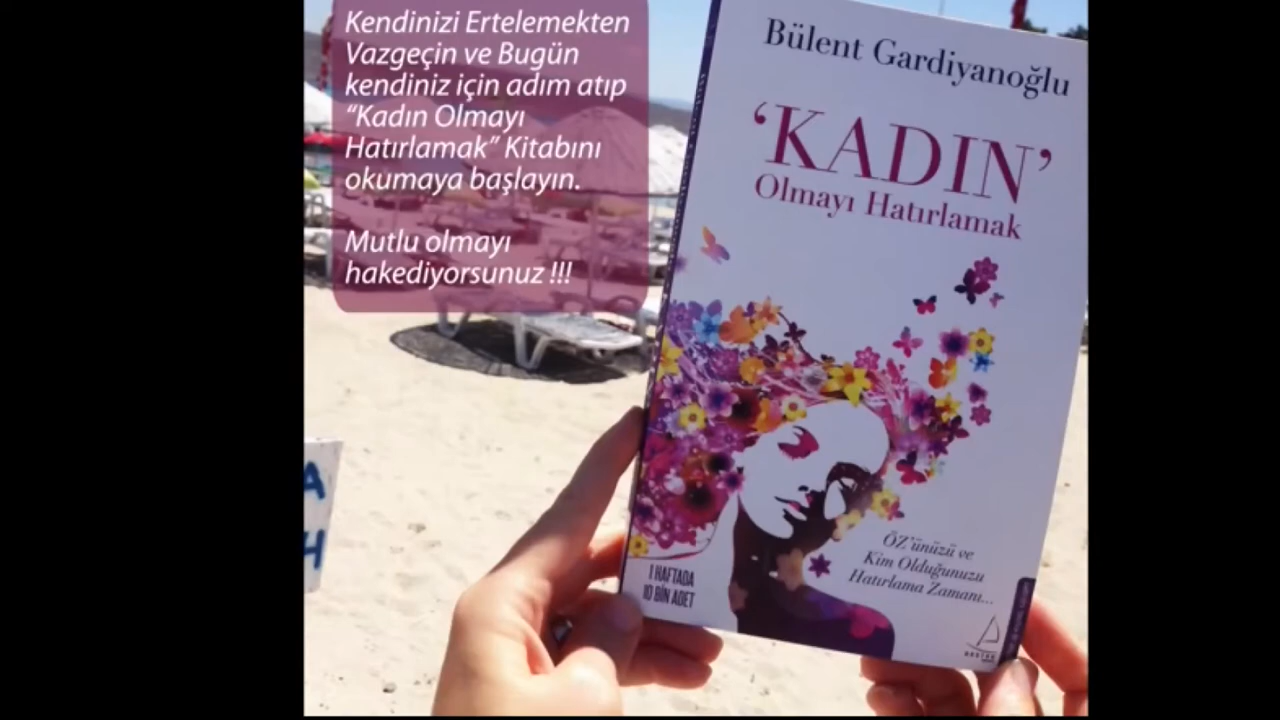 Kendinizi Ertelemekten
Vazgeçin ve Bugün
kendiniz için adım atıp
“Kadın Olmayı
Hatırlamak” Kitabını
okumaya başlayın.
Mutlu olmayı
hakediyorsunuz !!!
Bülent Gardiyanoğlu
‘KADIN’
Olmayı Hatırlamak
ÖZ'ünüzü ve
Kim Olduğunuzu
Hatırlama Zamanı...
1 HAFTADA
10 BİN ADET
DESTEK
A
H